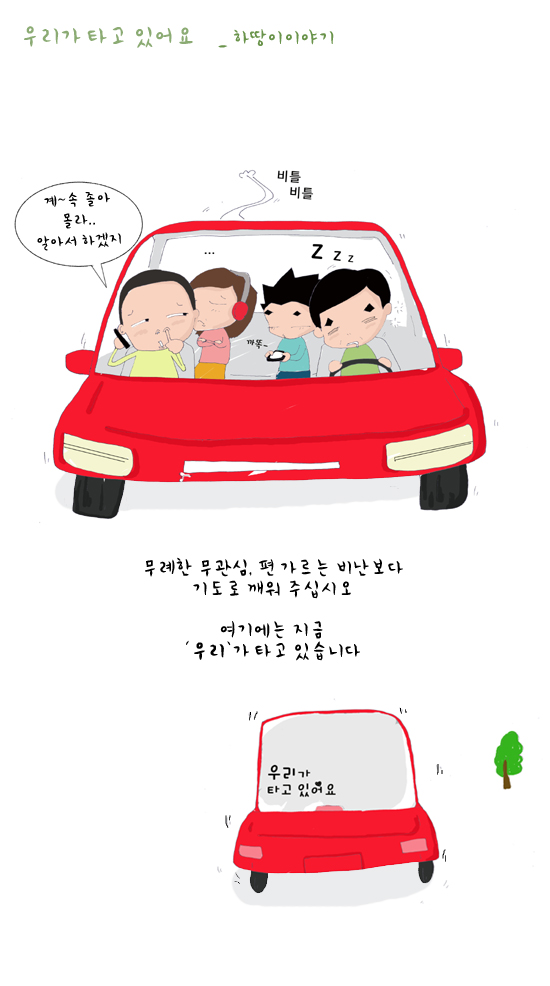 우리가 타고 있어요 _ 하땅이이야기
비틀
비틀
계~속 졸아
몰라..
알아서 하겠지
...
Z z z
까똑~
무례한 무관심, 편 가르는 비난보다
기도로 깨워 주십시오
여기에는 지금
'우리'가 타고 있습니다
우리가
타고 있어요